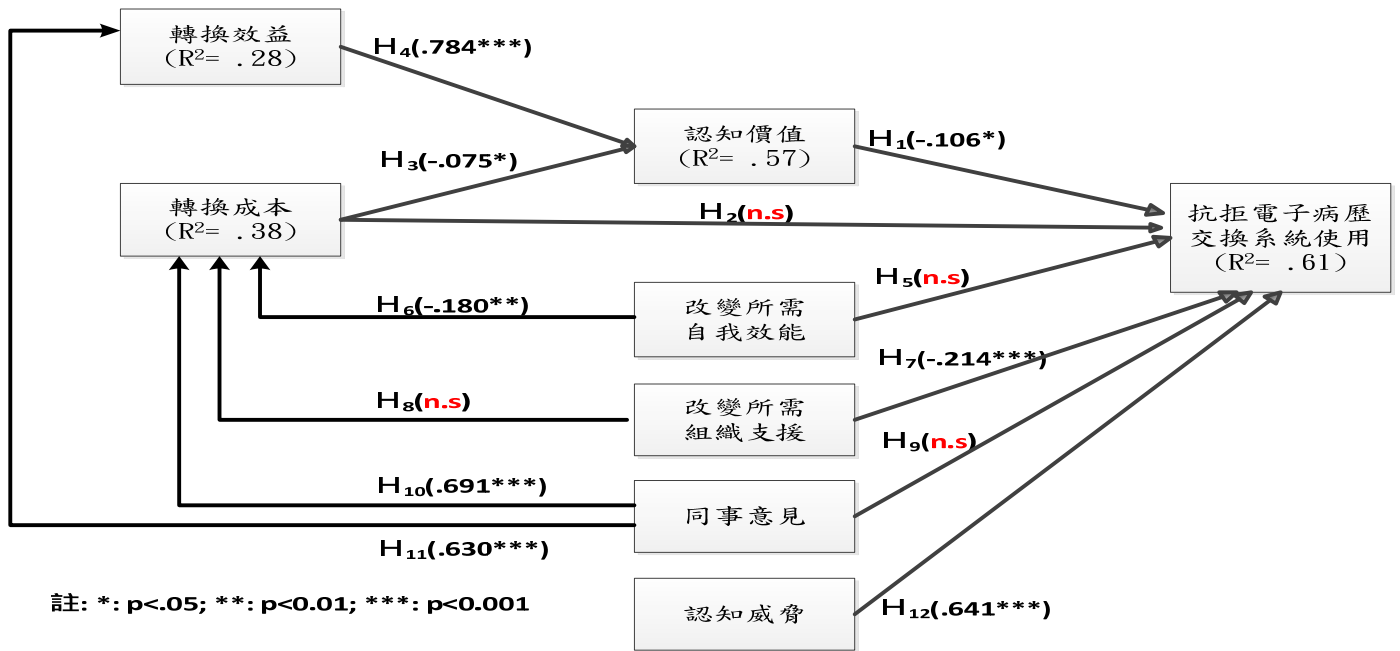 轉換效益
(R²= .28)
H₄(.784***)
認知價值
(R²= .57)
H₁(-.106*)
H₃(-.075*)
轉換成本
(R²= .38)
H₂(n.s)
抗拒電子病歷
交換系統使用
(R²= .61)
H₅(n.s)
H₆(-.180**)
改變所需
自我效能
H₇(-.214***)
H₈(n.s)
改變所需
組織支援
H₉(n.s)
H₁₀(.691***)
同事意見
H₁₁(.630***)
註: *: p<.05; **: p<0.01; ***: p<0.001
認知威脅
H₁₂(.641***)